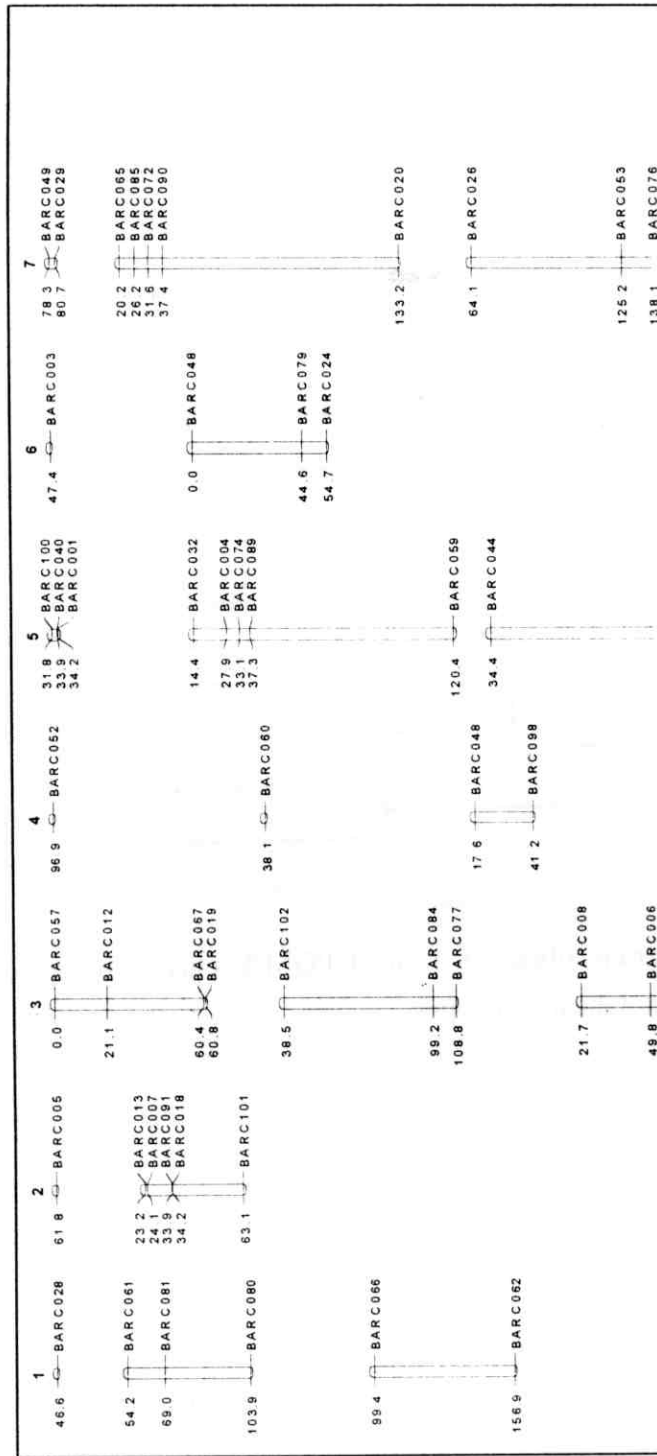 1
46.6 BARC028
54.2 BARC061
69.0 BARC081
103.9 BARC080
99.4 BARC066
156.9 BARC062
2
61.8 BARC005
23.2 BARC013
24.1 BARC007
33.9 BARC091
34.2 BARC018
63.1 BARC101
3
0.0 BARC057
21.1 BARC012
60.4 BARC067
60.8 BARC019
38.5 BARC102
99.2 BARC084
108.8 BARC077
21.7 BARC008
49.8 BARC006
4
96.9 BARC052
38.1 BARC060
17.6 BARC048
41.2 BARC098
5
31.8 BARC100
33.9 BARC040
34.2 BARC001
14.4 BARC032
27.9 BARC004
33.1 BARC074
37.3 BARC089
120.4 BARC059
34.4 BARC044
6
47.4 BARC003
0.0 BARC048
44.6 BARC079
54.7 BARC024
7
78.3 BARC049
80.7 BARC029
20.2 BARC065
26.2 BARC085
31.6 BARC072
37.4 BARC090
133.2 BARC020
64.1 BARC026
125.2 BARC053
138.1 BARC076